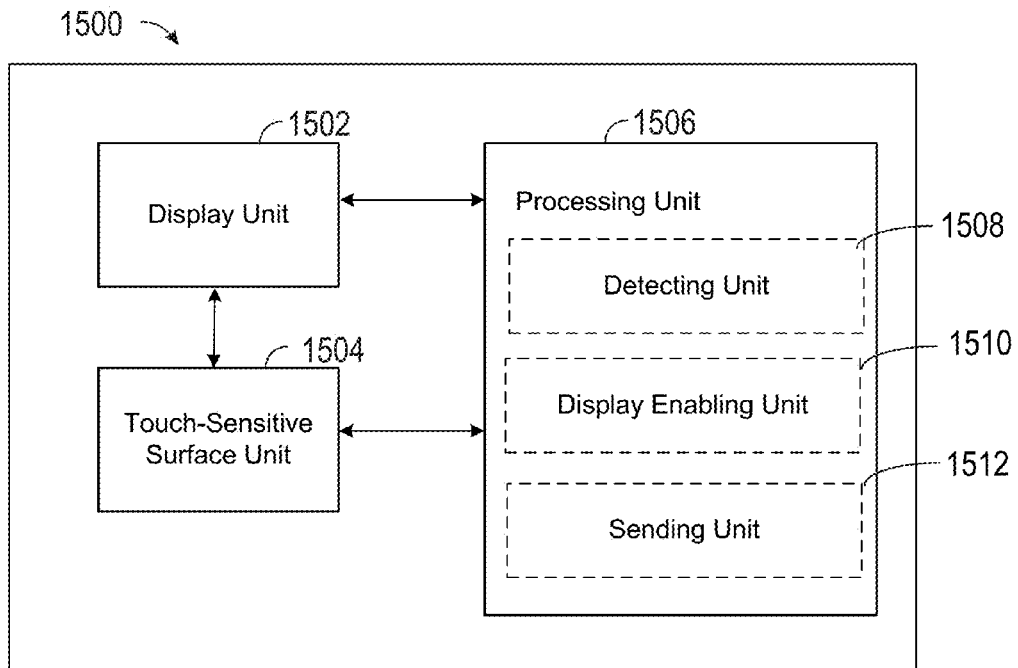 1500
1502
Display Unit
1504
Touch-Sensitive
Surface Unit
1506
Processing Unit
1508
Detecting Unit
1510
Display Enabling Unit
1512
Sending Unit